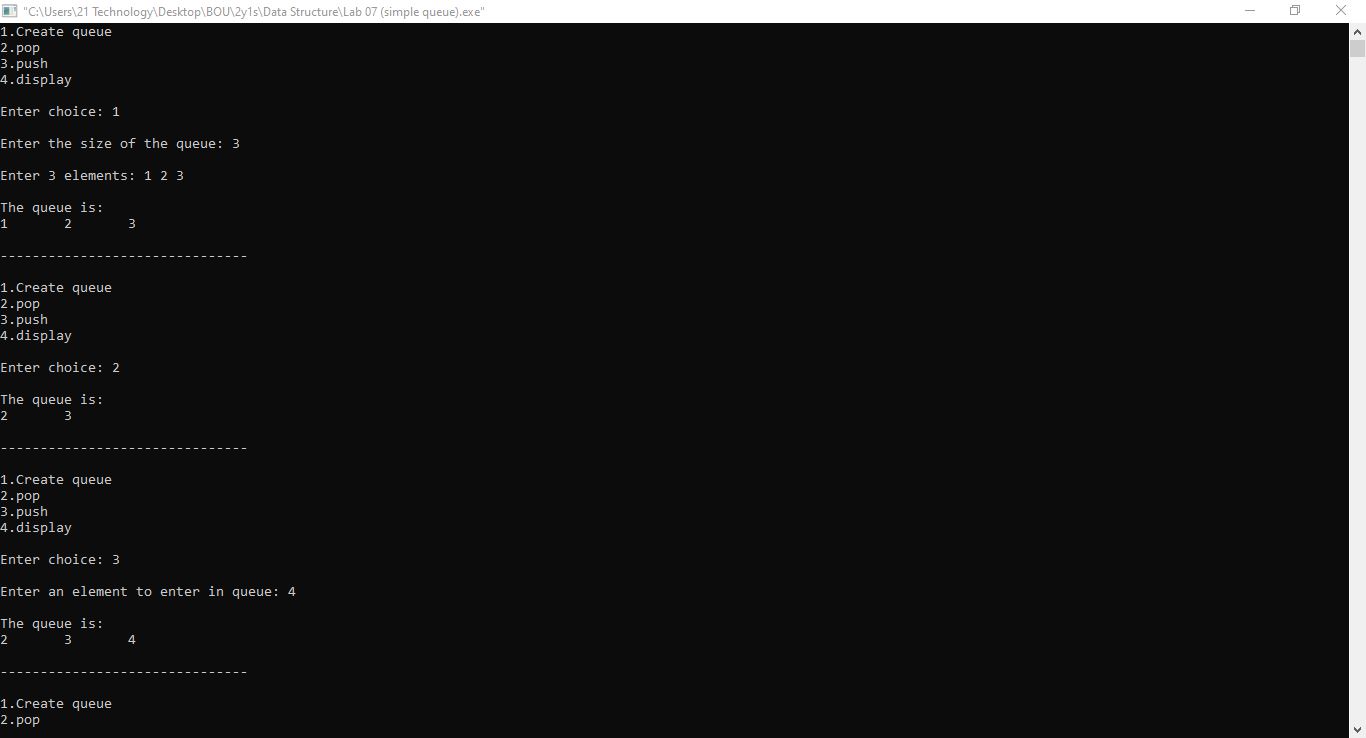 "C:\Users\21 Technology\Desktop\BOU\2y1s\Data Structure\Lab 07 (simple queue).exe"
1.Create queue
2.pop
3.push
4.display
Enter choice: 1
Enter the size of the queue: 3
Enter 3 elements: 1 2 3
The queue is:
1       2       3
-------------------------------
1.Create queue
2.pop
3.push
4.display
Enter choice: 2
The queue is:
2       3
-------------------------------
1.Create queue
2.pop
3.push
4.display
Enter choice: 3
Enter an element to enter in queue: 4
The queue is:
2       3       4
-------------------------------
1.Create queue
2.pop